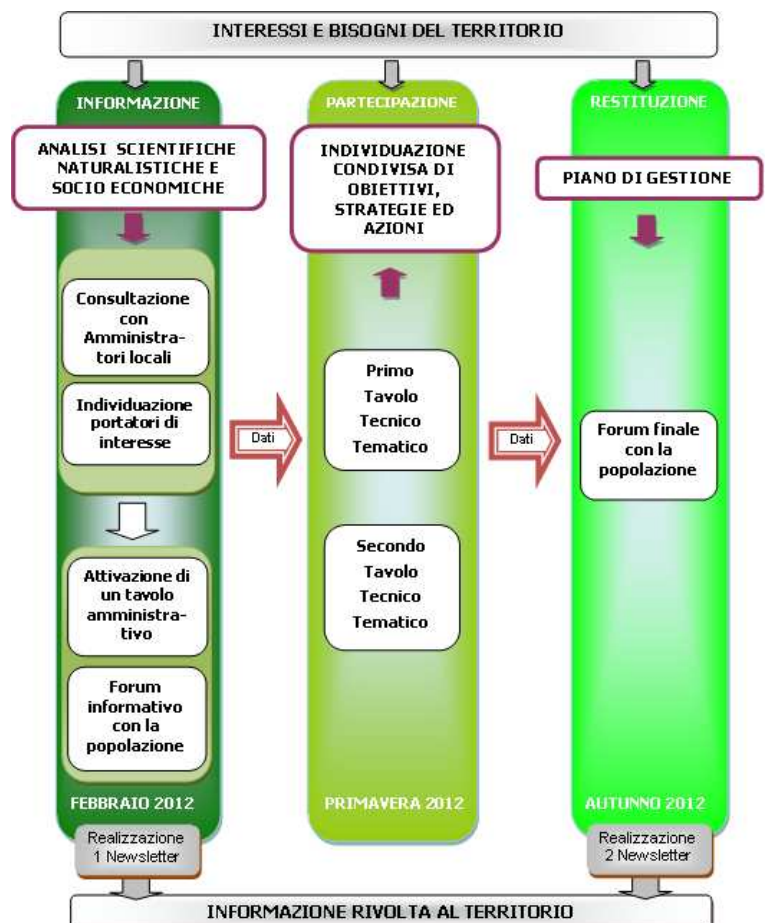 INTERESSI E BISOGNI DEL TERRITORIO
INFORMAZIONE
ANALISI SCIENTIFICHE
NATURALISTICHE E
SOCIO ECONOMICHE
Consultazione
con
Amministra-
tori locali
Individuazione
portatori di
interesse
Attivazione di
un tavolo
amministra-
tivo
Forum
informativo
con la
popolazione
FEBBRAIO 2012
Realizzazione
1 Newsletter
Dati
PARTECIPAZIONE
INDIVIDUAZIONE
CONDIVISA DI
OBIETTIVI,
STRATEGIE ED
AZIONI
Primo
Tavolo
Tecnico
Tematico
Secondo
Tavolo
Tecnico
Tematico
PRIMAVERA 2012
Dati
RESTITUZIONE
PIANO DI GESTIONE
Forum finale
con la
popolazione
AUTUNNO 2012
Realizzazione
2 Newsletter
INFORMAZIONE RIVOLTA AL TERRITORIO